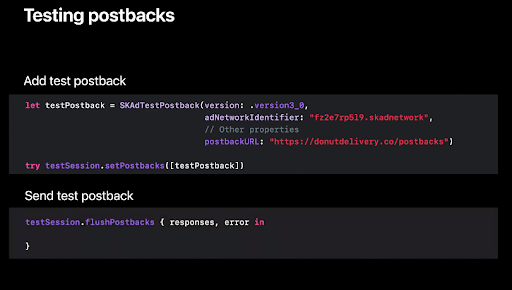 Testing postbacks
Add test postback
let testPostback = SKAdTestPostback(version: .version3_0,
adNetworkIdentifier: "fz2e7rp5l9.skadnetwork",
// Other properties
postbackURL: "https://donutdelivery.co/postbacks")
try testSession.setPostbacks([testPostback])
Send test postback
testSession.flushPostbacks { responses, error in
}